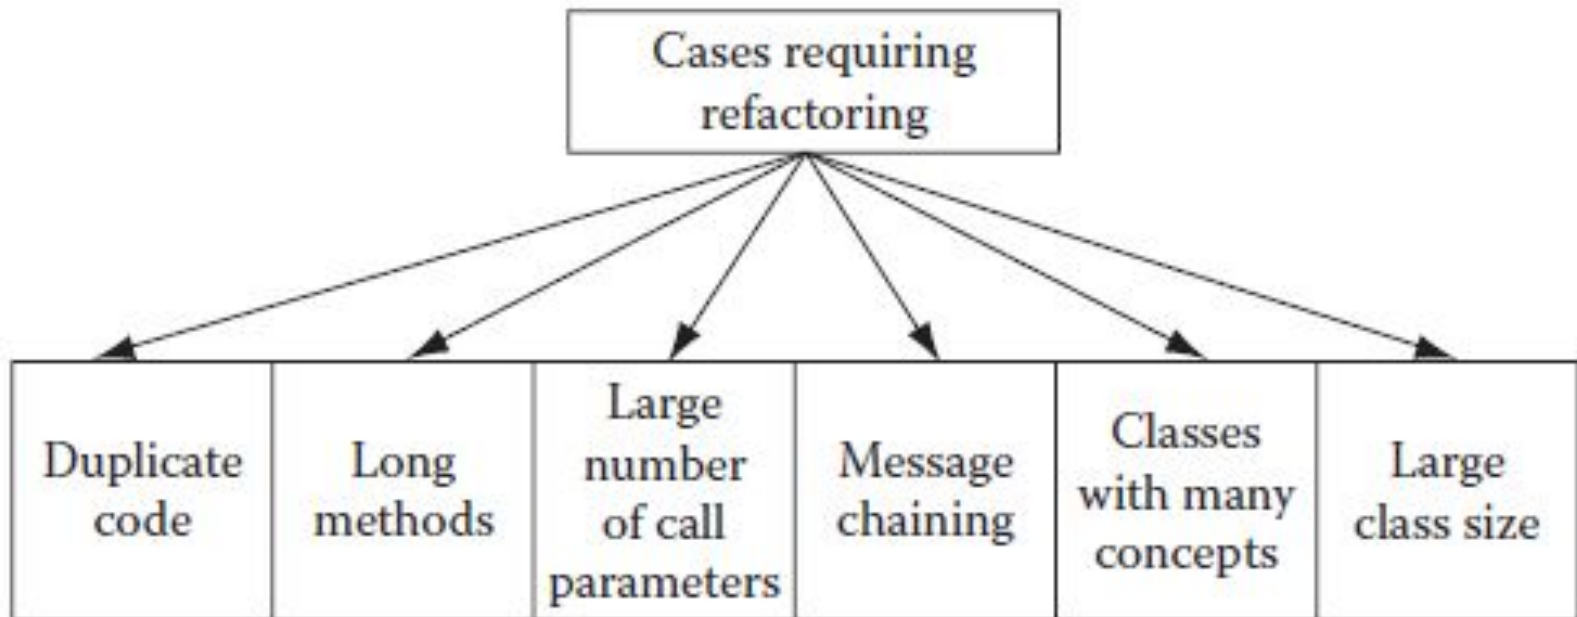 Cases requiring
refactoring
Duplicate
code
Long
methods
Large
number
of call
parameters
Message
chaining
Classes
with many
concepts
Large
class size